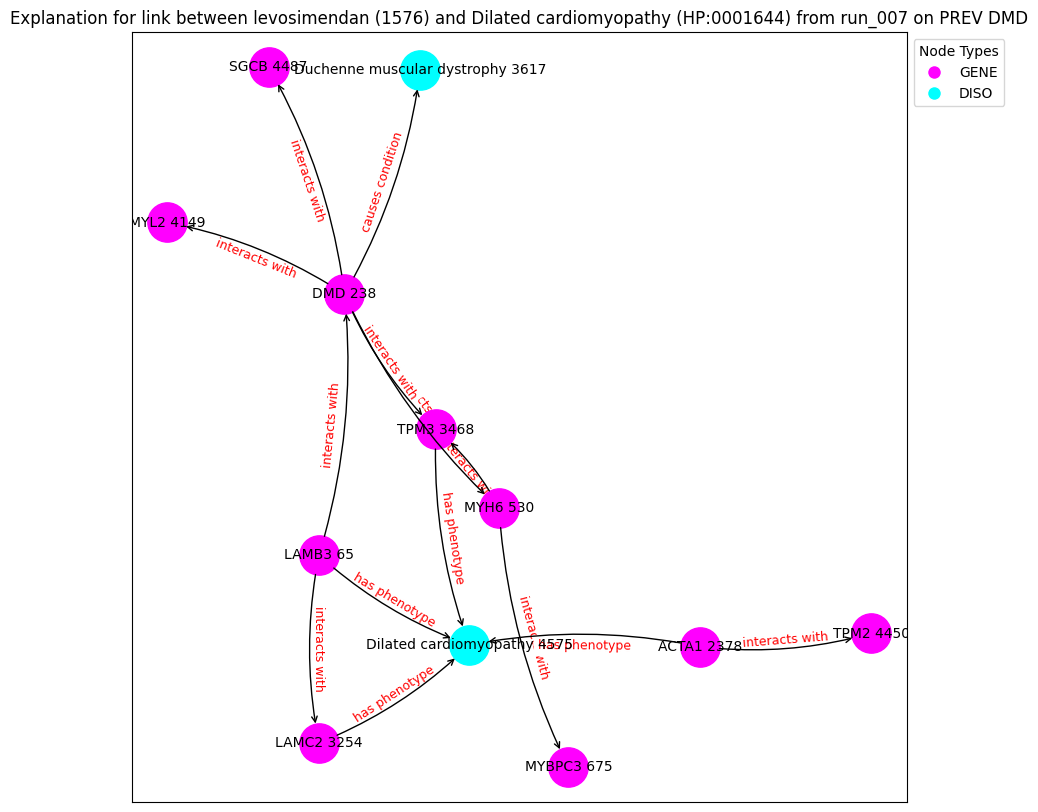 Explanation for link between levosimendan (1576) and Dilated cardiomyopathy (HP:0001644) from run_007 on PREV DMD
Node Types
GENE
DISO
SGCB 4487
Duchenne muscular dystrophy 3617
causes condition
interacts with
MYL2 4149
interacts with
DMD 238
interacts with
interacts with
TPM3 3468
has phenotype
MYH6 530
LAMB3 65
has phenotype
interacts with
interacts with
has phenotype
Dilated cardiomyopathy 4575
ACTA1 2378
interacts with
TPM2 4450
has phenotype
LAMC2 3254
MYBPC3 675